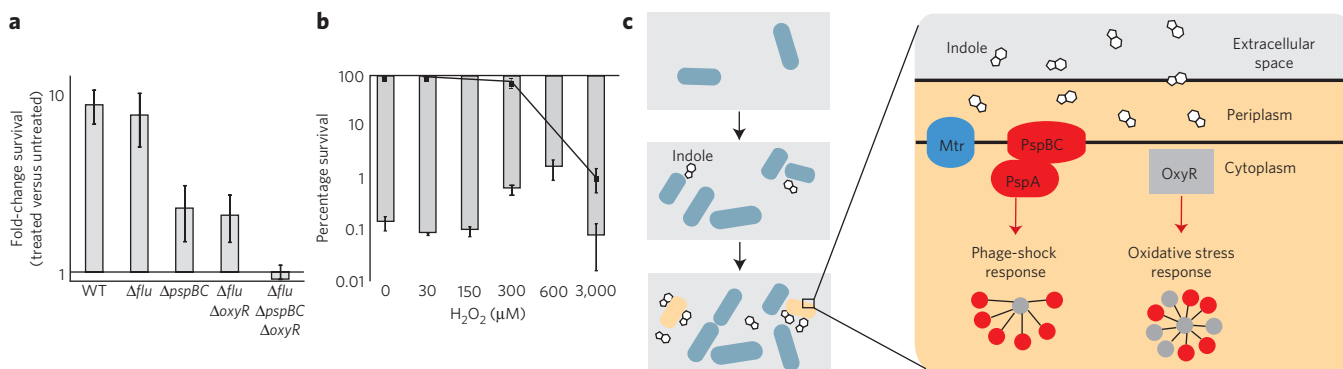 a
Fold-change survival
(treated versus untreated)
10
1
WT
Δflu
ΔpspBC
Δflu
ΔoxyR
Δflu
ΔpspBC
ΔoxyR
b
Percentage survival
100
10
1
0.1
0.01
0
30
150
300
600
3,000
H₂O₂ (μM)
c
Indole
Indole
Extracellular
space
Periplasm
Mtr
PspBC
PspA
OxyR
Cytoplasm
Phage-shock
response
Oxidative stress
response